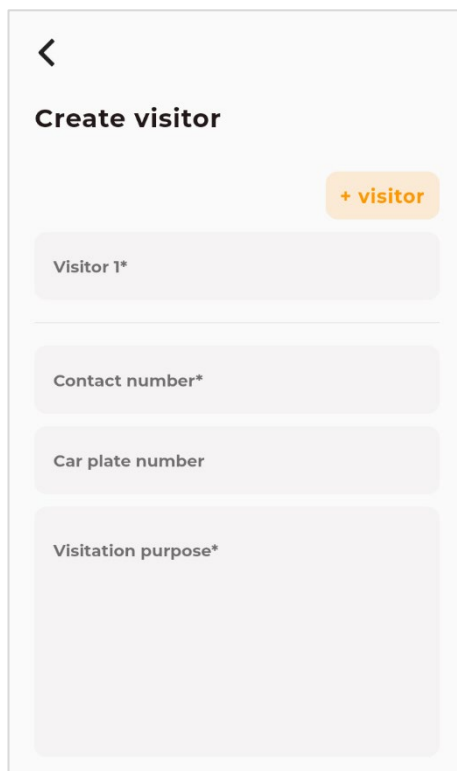 Create visitor
+ visitor
Visitor 1*
Contact number*
Car plate number
Visitation purpose*